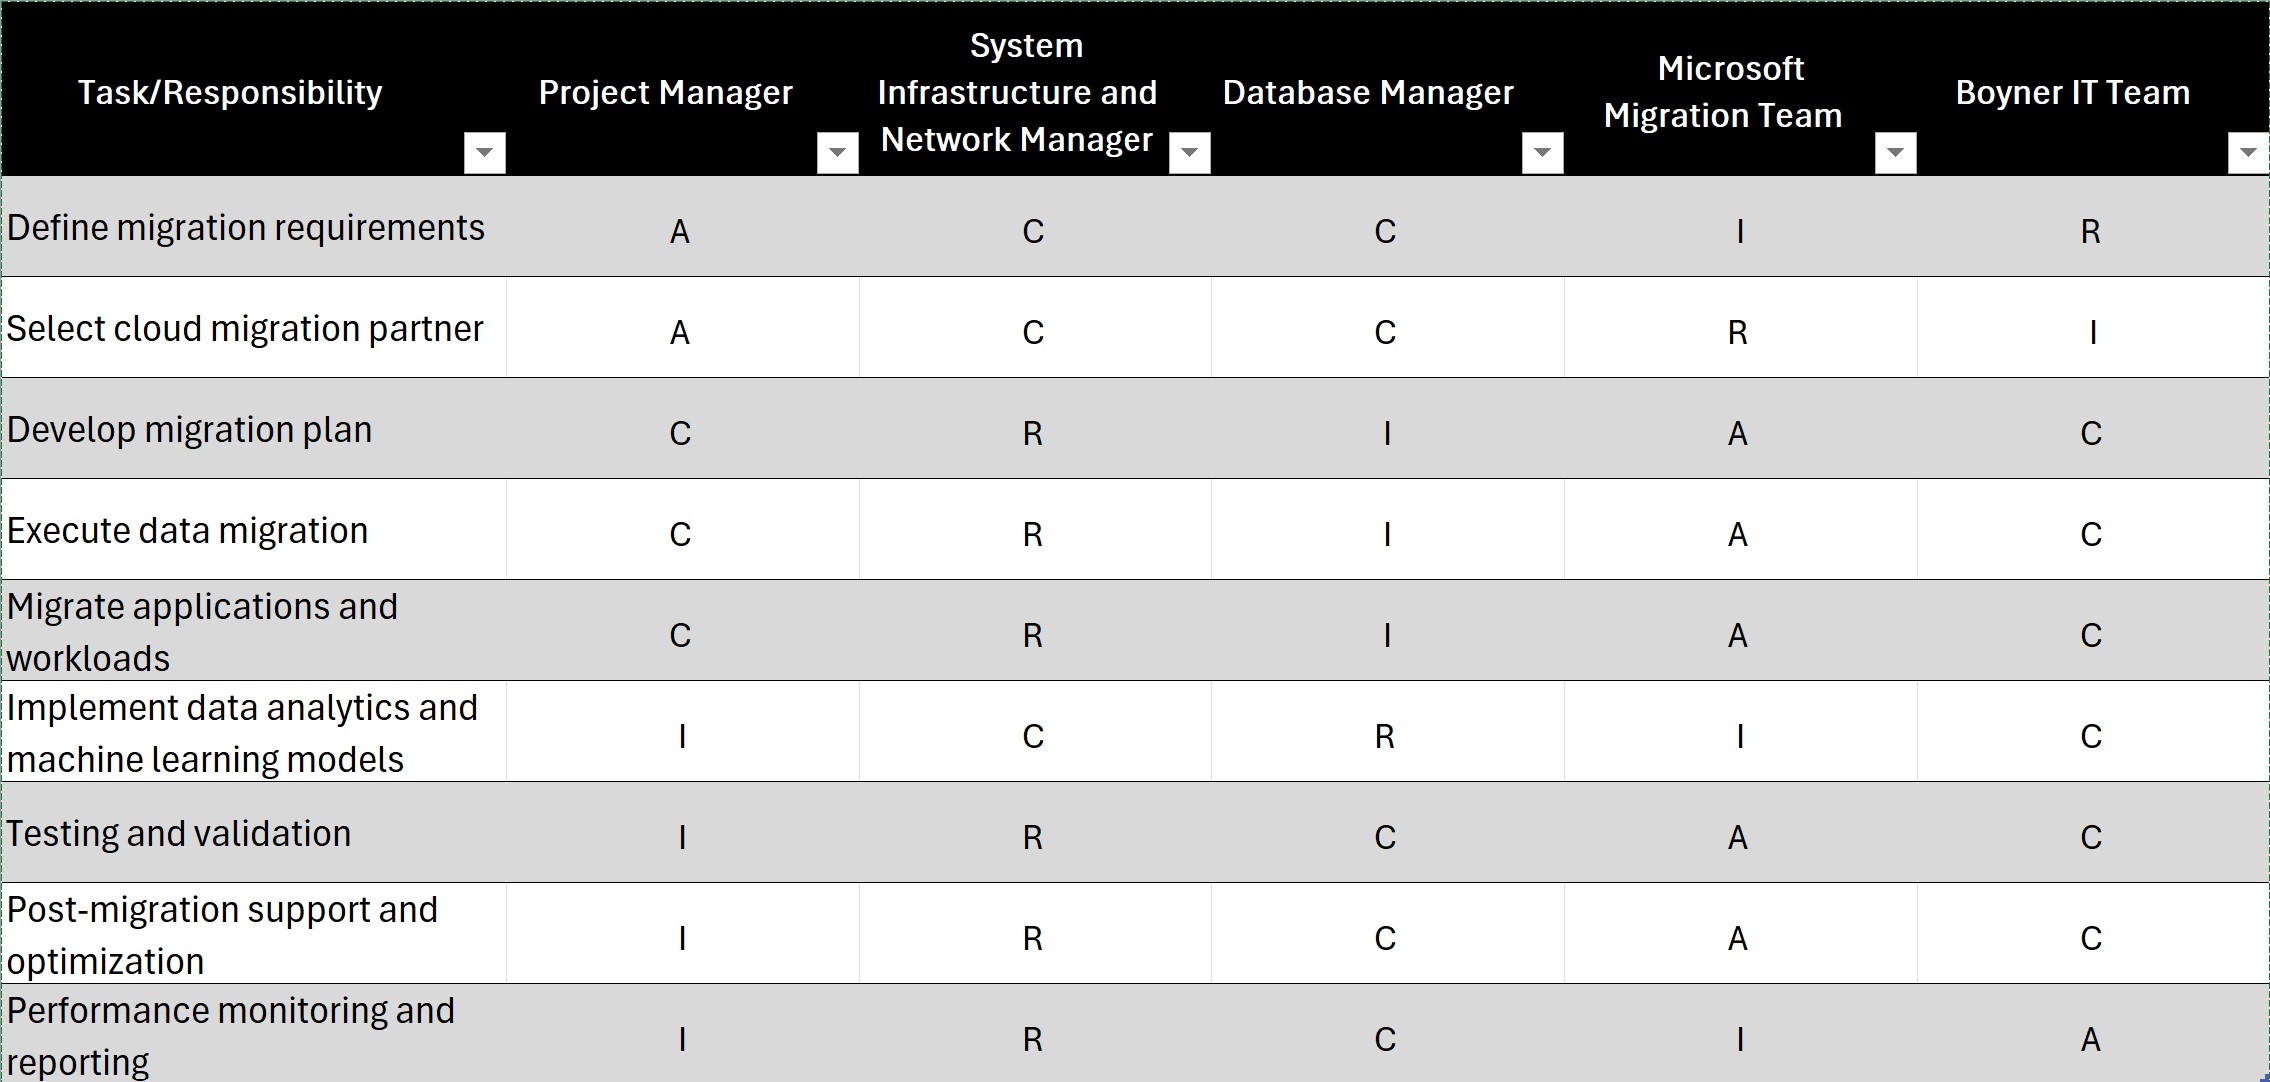 Task/Responsibility Project Manager System Infrastructure and Network Manager Database Manager Microsoft Migration Team Boyner IT Team
Define migration requirements A C C I R
Select cloud migration partner A C C R I
Develop migration plan C R I A C
Execute data migration C R I A C
Migrate applications and workloads C R I A C
Implement data analytics and machine learning models I C R I C
Testing and validation I R C A C
Post-migration support and optimization I R C A C
Performance monitoring and reporting I R C I A